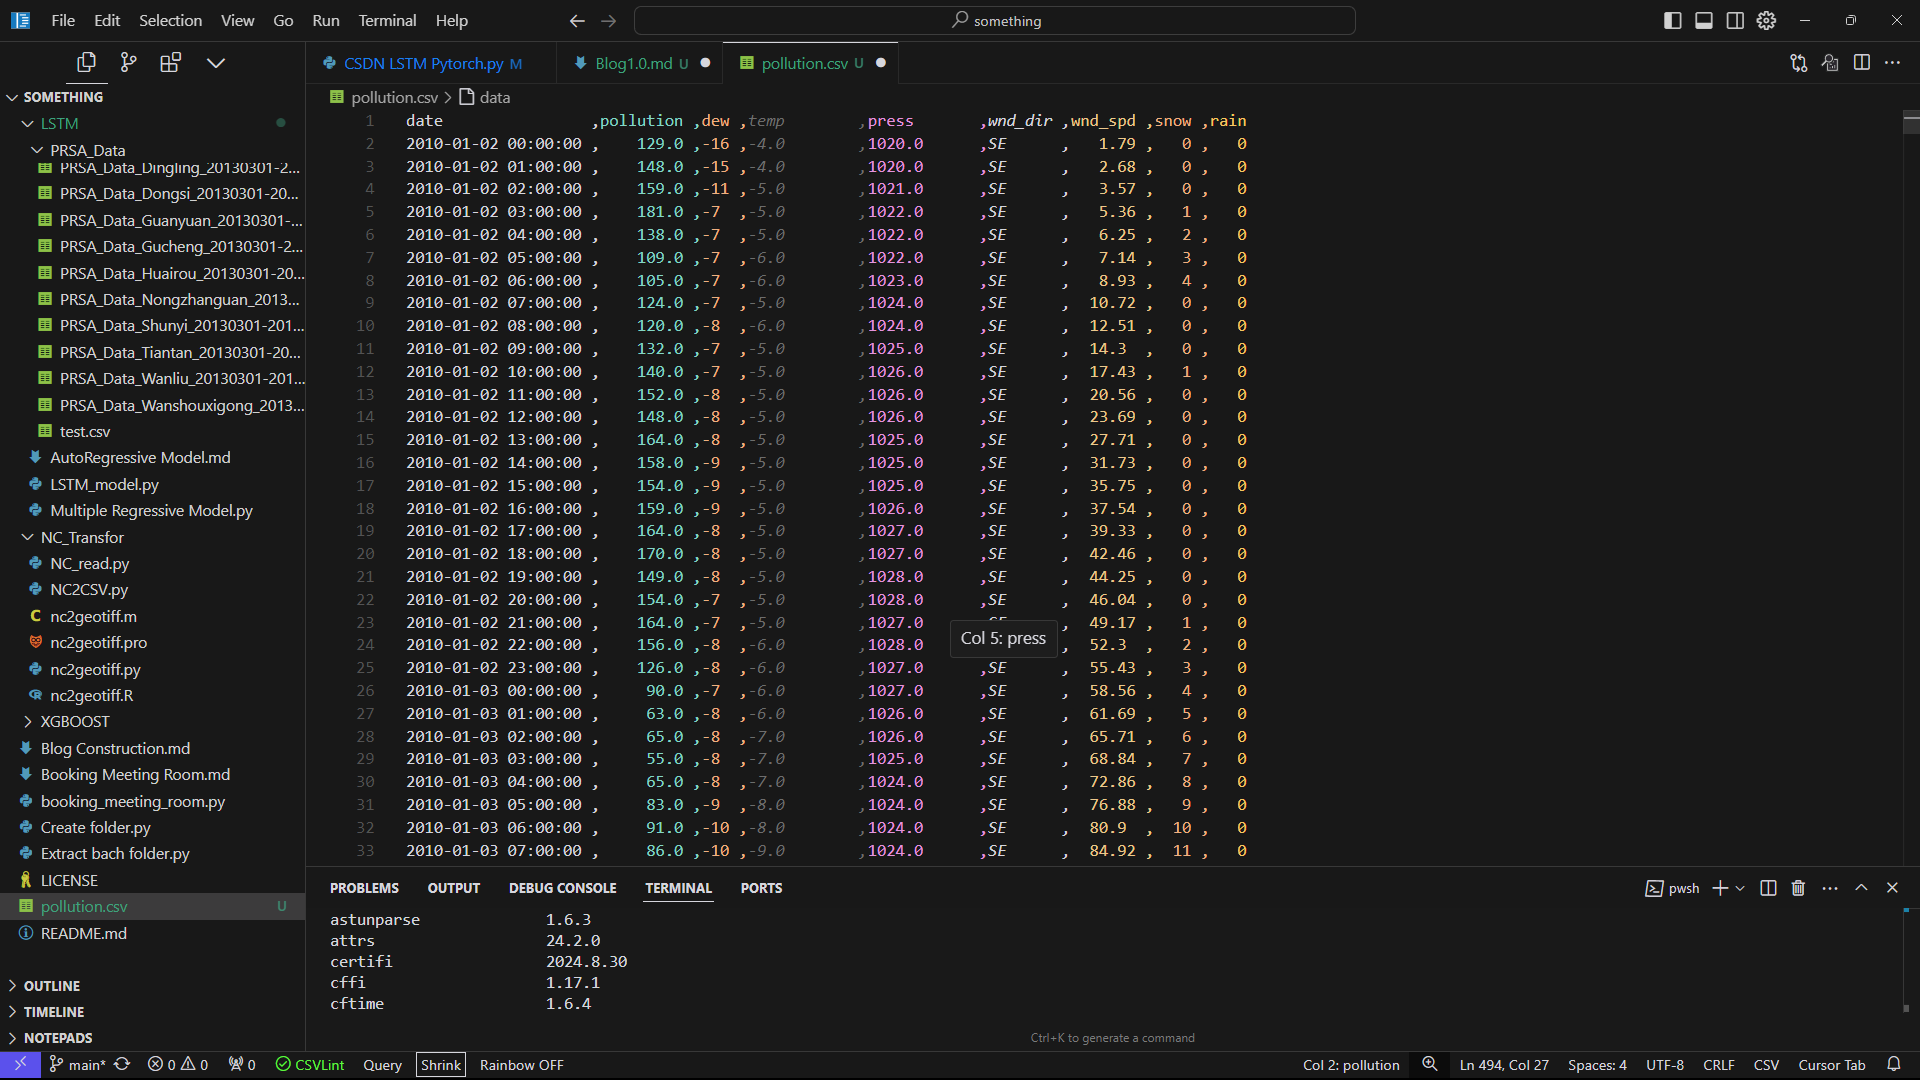 File Edit Selection View Go Run Terminal Help
something
SOMETHING
LSTM
PRSA_Data
PRSA_Data_Dingling_20130301-2...
PRSA_Data_Dongsi_20130301-20...
PRSA_Data_Guanyuan_20130301-...
PRSA_Data_Gucheng_20130301-2...
PRSA_Data_Huairou_20130301-20...
PRSA_Data_Nongzhanguan_2013...
PRSA_Data_Shunyi_20130301-201...
PRSA_Data_Tiantan_20130301-20...
PRSA_Data_Wanliu_20130301-201...
PRSA_Data_Wanshouxigong_2013...
test.csv
AutoRegressive Model.md
LSTM_model.py
Multiple Regressive Model.py
NC_Transfor
NC_read.py
NC2CSV.py
nc2geotiff.m
nc2geotiff.pro
nc2geotiff.py
nc2geotiff.R
XGBOOST
Blog Construction.md
Booking Meeting Room.md
booking_meeting_room.py
Create folder.py
Extract bach folder.py
LICENSE
pollution.csv U
README.md
OUTLINE
TIMELINE
NOTEPADS
CSDN LSTM Pytorch.py M Blog1.0.md U pollution.csv U
pollution.csv > data
1 date ,pollution ,dew ,temp ,press ,wnd_dir ,wnd_spd ,snow ,rain
2 2010-01-02 00:00:00 , 129.0 ,-16 ,-4.0 ,1020.0 ,SE , 1.79 , 0 , 0
3 2010-01-02 01:00:00 , 148.0 ,-15 ,-4.0 ,1020.0 ,SE , 2.68 , 0 , 0
4 2010-01-02 02:00:00 , 159.0 ,-11 ,-5.0 ,1021.0 ,SE , 3.57 , 0 , 0
5 2010-01-02 03:00:00 , 181.0 ,-7 ,-5.0 ,1022.0 ,SE , 5.36 , 1 , 0
6 2010-01-02 04:00:00 , 138.0 ,-7 ,-5.0 ,1022.0 ,SE , 6.25 , 2 , 0
7 2010-01-02 05:00:00 , 109.0 ,-7 ,-6.0 ,1022.0 ,SE , 7.14 , 3 , 0
8 2010-01-02 06:00:00 , 105.0 ,-7 ,-6.0 ,1023.0 ,SE , 8.93 , 4 , 0
9 2010-01-02 07:00:00 , 124.0 ,-7 ,-5.0 ,1024.0 ,SE , 10.72 , 0 , 0
10 2010-01-02 08:00:00 , 120.0 ,-8 ,-6.0 ,1024.0 ,SE , 12.51 , 0 , 0
11 2010-01-02 09:00:00 , 132.0 ,-7 ,-5.0 ,1025.0 ,SE , 14.3 , 0 , 0
12 2010-01-02 10:00:00 , 140.0 ,-7 ,-5.0 ,1026.0 ,SE , 17.43 , 1 , 0
13 2010-01-02 11:00:00 , 152.0 ,-8 ,-5.0 ,1026.0 ,SE , 20.56 , 0 , 0
14 2010-01-02 12:00:00 , 148.0 ,-8 ,-5.0 ,1026.0 ,SE , 23.69 , 0 , 0
15 2010-01-02 13:00:00 , 164.0 ,-8 ,-5.0 ,1025.0 ,SE , 27.71 , 0 , 0
16 2010-01-02 14:00:00 , 158.0 ,-9 ,-5.0 ,1025.0 ,SE , 31.73 , 0 , 0
17 2010-01-02 15:00:00 , 154.0 ,-9 ,-5.0 ,1025.0 ,SE , 35.75 , 0 , 0
18 2010-01-02 16:00:00 , 159.0 ,-9 ,-5.0 ,1026.0 ,SE , 37.54 , 0 , 0
19 2010-01-02 17:00:00 , 164.0 ,-8 ,-5.0 ,1027.0 ,SE , 39.33 , 0 , 0
20 2010-01-02 18:00:00 , 170.0 ,-8 ,-5.0 ,1027.0 ,SE , 42.46 , 0 , 0
21 2010-01-02 19:00:00 , 149.0 ,-8 ,-5.0 ,1028.0 ,SE , 44.25 , 0 , 0
22 2010-01-02 20:00:00 , 154.0 ,-7 ,-5.0 ,1028.0 ,SE , 46.04 , 0 , 0
23 2010-01-02 21:00:00 , 164.0 ,-7 ,-5.0 ,1027.0 , 49.17 , 1 , 0
Col 5: press
24 2010-01-02 22:00:00 , 156.0 ,-8 ,-6.0 ,1028.0 , 52.3 , 2 , 0
25 2010-01-02 23:00:00 , 126.0 ,-8 ,-6.0 ,1027.0 ,SE , 55.43 , 3 , 0
26 2010-01-03 00:00:00 , 90.0 ,-7 ,-6.0 ,1027.0 ,SE , 58.56 , 4 , 0
27 2010-01-03 01:00:00 , 63.0 ,-8 ,-6.0 ,1026.0 ,SE , 61.69 , 5 , 0
28 2010-01-03 02:00:00 , 65.0 ,-8 ,-7.0 ,1026.0 ,SE , 65.71 , 6 , 0
29 2010-01-03 03:00:00 , 55.0 ,-8 ,-7.0 ,1025.0 ,SE , 68.84 , 7 , 0
30 2010-01-03 04:00:00 , 65.0 ,-8 ,-7.0 ,1024.0 ,SE , 72.86 , 8 , 0
31 2010-01-03 05:00:00 , 83.0 ,-9 ,-8.0 ,1024.0 ,SE , 76.88 , 9 , 0
32 2010-01-03 06:00:00 , 91.0 ,-10 ,-8.0 ,1024.0 ,SE , 80.9 , 10 , 0
33 2010-01-03 07:00:00 , 86.0 ,-10 ,-9.0 ,1024.0 ,SE , 84.92 , 11 , 0
PROBLEMS OUTPUT DEBUG CONSOLE TERMINAL PORTS pwsh
astunparse 1.6.3
attrs 24.2.0
certifi 2024.8.30
cffi 1.17.1
cftime 1.6.4
Ctrl+K to generate a command
main* 0 0 0 CSVLint Query Shrink Rainbow OFF Col 2: pollution Ln 494, Col 27 Spaces: 4 UTF-8 CRLF CSV Cursor Tab